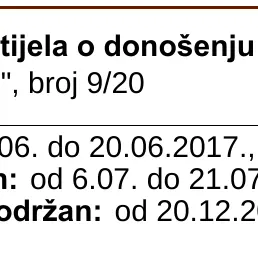 tijela o donošenju
", broj 9/20
06. do 20.06.2017.,
: od 6.07. do 21.07
održan: od 20.12.2